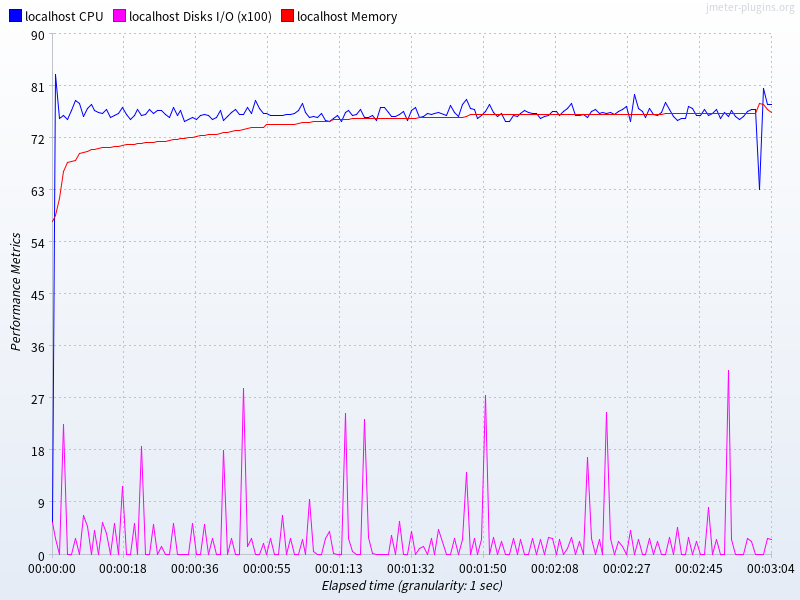 localhost CPU localhost Disks I/O (x100) localhost Memory
jmeter-plugins.org
90
81
72
63
54
45
36
27
18
9
0
Performance Metrics
00:00:00 00:00:18 00:00:36 00:00:55 00:01:13 00:01:32 00:01:50 00:02:08 00:02:27 00:02:45 00:03:04
Elapsed time (granularity: 1 sec)